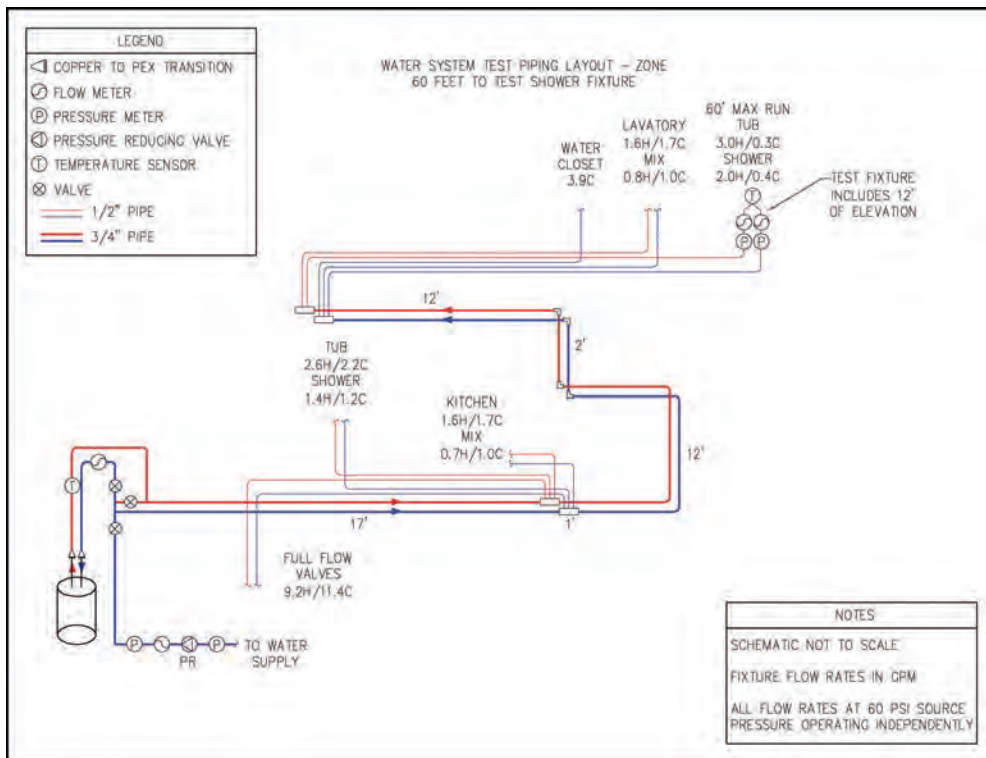 LEGEND
COPPER TO PEX TRANSITION
FLOW METER
P PRESSURE METER
PRESSURE REDUCING VALVE
T TEMPERATURE SENSOR
VALVE
1/2" PIPE
3/4" PIPE
WATER SYSTEM TEST PIPING LAYOUT - ZONE
60 FEET TO TEST SHOWER FIXTURE
WATER
CLOSET
3.9C
LAVATORY
1.6H/1.7C
MIX
0.8H/1.0C
60' MAX RUN
TUB
3.0H/0.3C
SHOWER
2.0H/0.4C
T
P P
TEST FIXTURE
INCLUDES 12'
OF ELEVATION
12'
2'
TUB
2.6H/2.2C
SHOWER
1.4H/1.2C
KITCHEN
1.6H/1.7C
MIX
0.7H/1.0C
12'
T
17'
1'
FULL FLOW
VALVES
9.2H/11.4C
P P
PR
TO WATER
SUPPLY
NOTES
SCHEMATIC NOT TO SCALE
FIXTURE FLOW RATES IN GPM
ALL FLOW RATES AT 60 PSI SOURCE
PRESSURE OPERATING INDEPENDENTLY